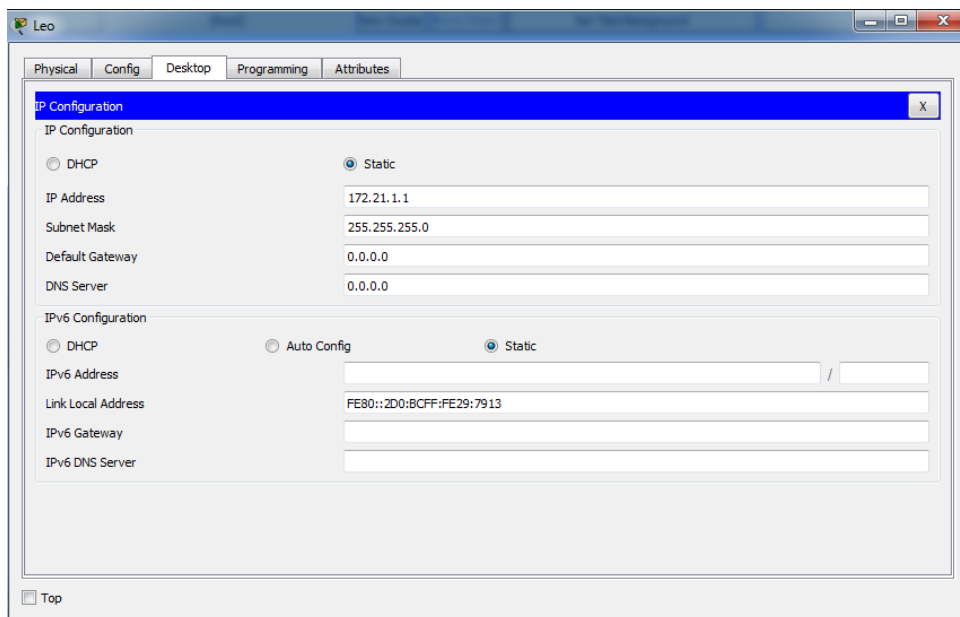 Leo
Physical Config Desktop Programming Attributes
IP Configuration X
IP Configuration
DHCP Static
IP Address 172.21.1.1
Subnet Mask 255.255.255.0
Default Gateway 0.0.0.0
DNS Server 0.0.0.0
IPv6 Configuration
DHCP Auto Config Static
IPv6 Address /
Link Local Address FE80::2D0:BCFF:FE29:7913
IPv6 Gateway
IPv6 DNS Server
Top